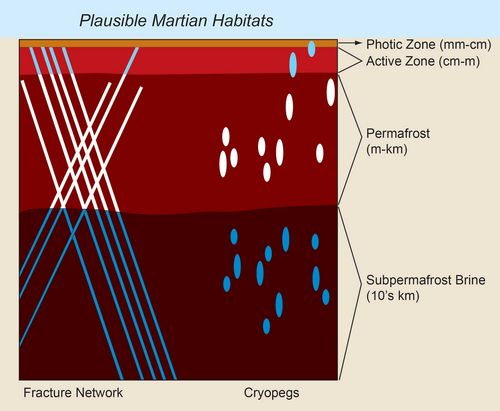 Plausible Martian Habitats
Photic Zone (mm-cm)
Active Zone (cm-m)
Permafrost
(m-km)
Subpermafrost Brine
(10's km)
Fracture Network
Cryopegs